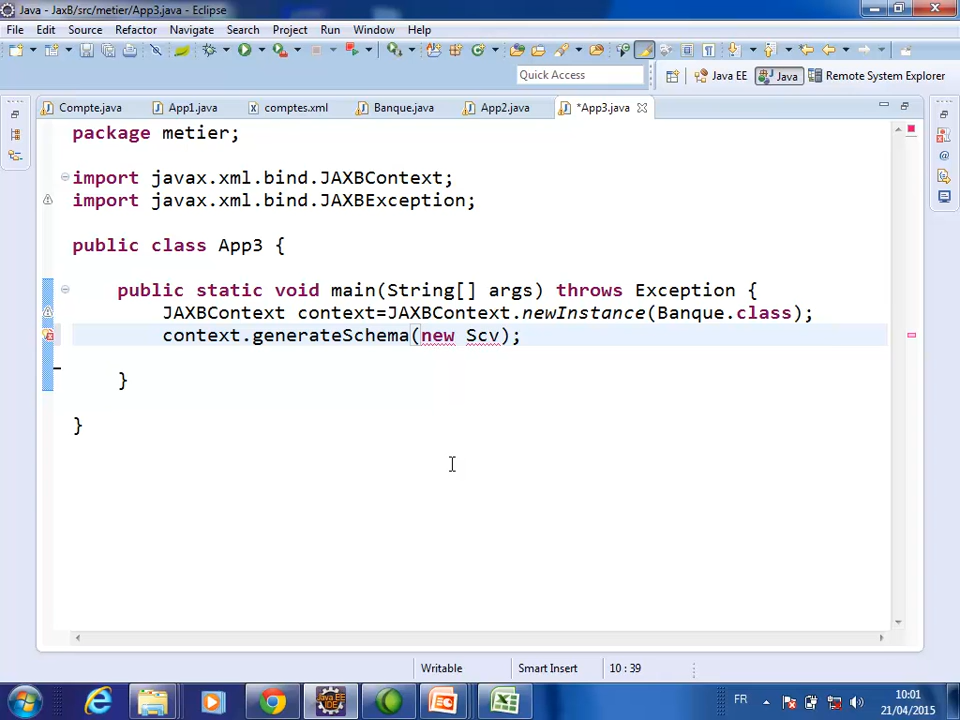 Java - JaxB/src/metier/App3.java - Eclipse
File Edit Source Refactor Navigate Search Project Run Window Help
Quick Access
Java EE
Java
Remote System Explorer
Compte.java
App1.java
comptes.xml
Banque.java
App2.java
*App3.java
package metier;
import javax.xml.bind.JAXBContext;
import javax.xml.bind.JAXBException;
public class App3 {
public static void main(String[] args) throws Exception {
JAXBContext context=JAXBContext.newInstance(Banque.class);
context.generateSchema(new Scv);
}
}
Writable
Smart Insert
10 : 39
FR
10:01
21/04/2015